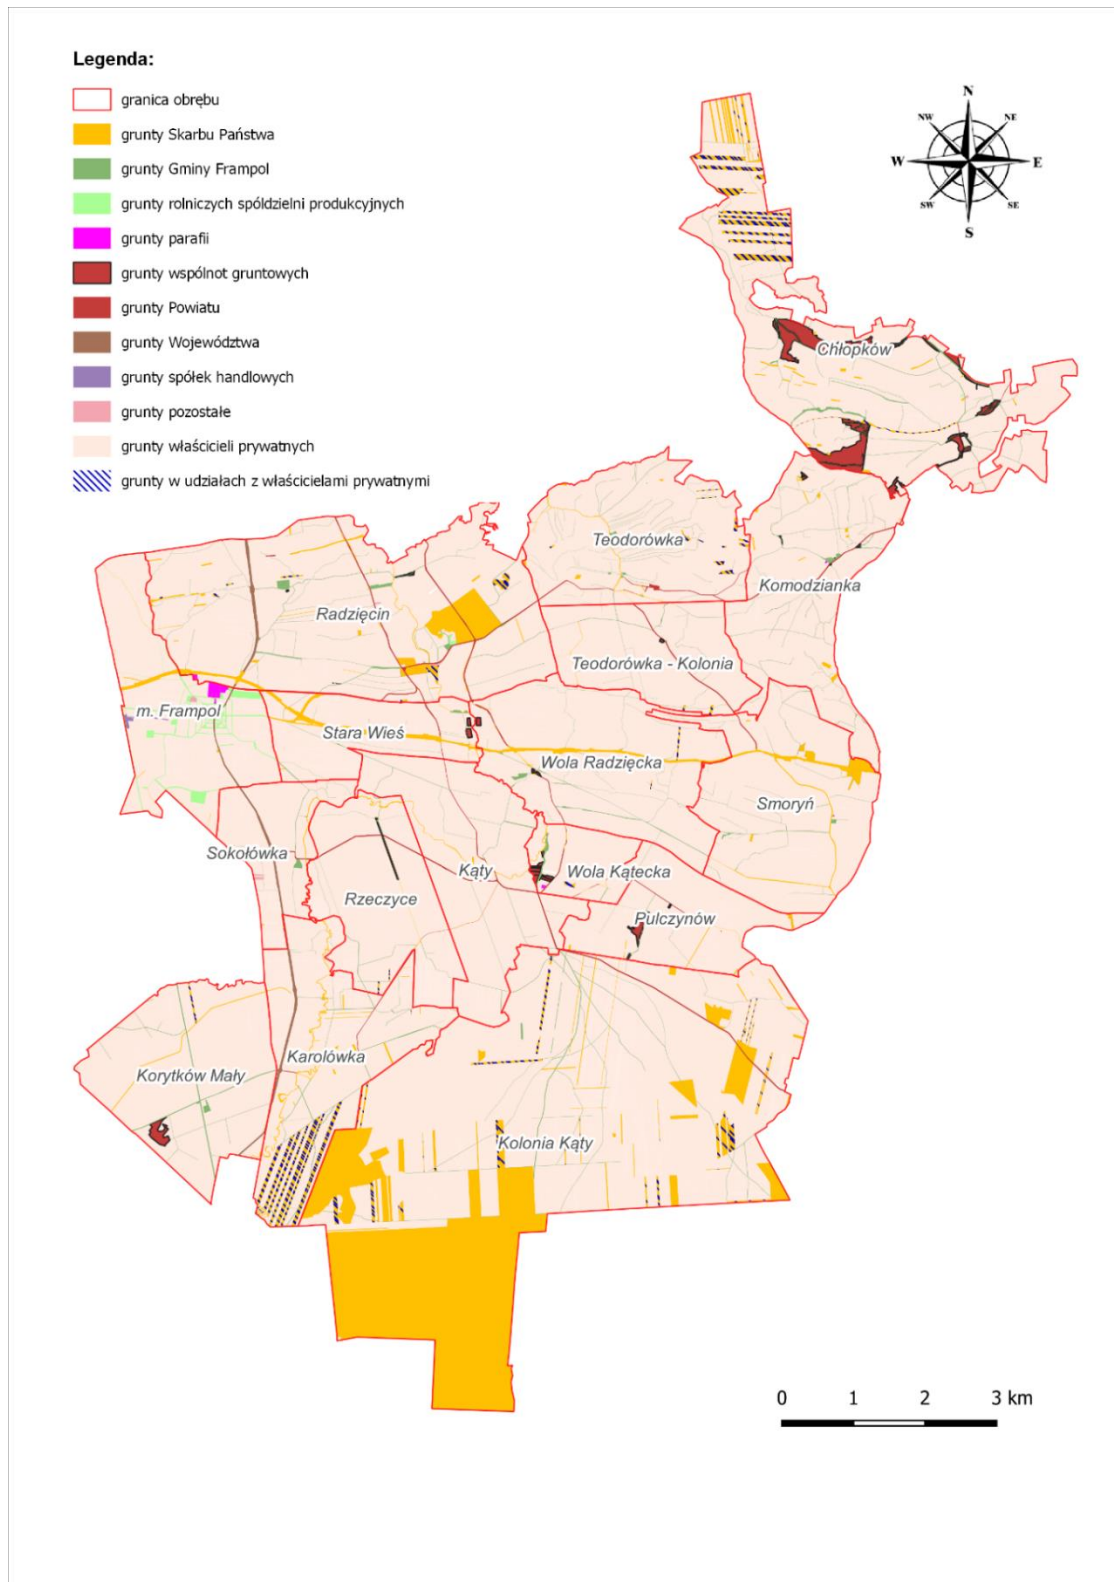 Legenda:
granica obrębu
grunty Skarbu Państwa
grunty Gminy Frampol
grunty rolniczych spółdzielni produkcyjnych
grunty parafii
grunty wspólnot gruntowych
grunty Powiatu
grunty Województwa
grunty spółek handlowych
grunty pozostałe
grunty właścicieli prywatnych
grunty w udziałach z właścicielami prywatnymi
N
NW
NE
W
E
SW
SE
S
Chłopków
Teodorówka
Komodzianka
Radzięcin
Teodorówka - Kolonia
m. Frampol
Stara Wieś
Wola Radzięcka
Smoryń
Sokołówka
Kąty
Wola Kątecka
Rzeczyce
Pulczynów
Karolówka
Korytków Mały
Kolonia Kąty
0 1 2 3 km